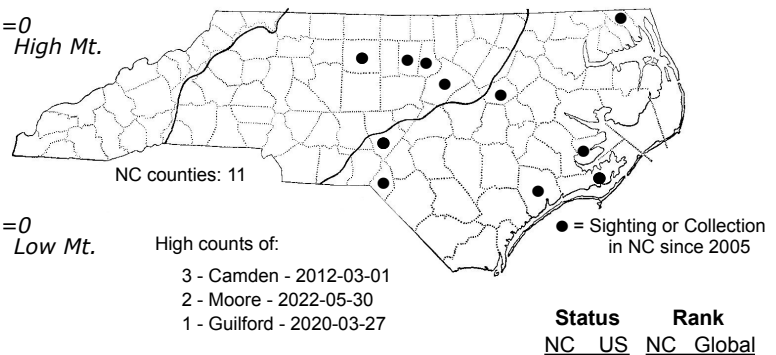 =0
High Mt.
NC counties: 11
=0
Low Mt.
High counts of:
3 - Camden - 2012-03-01
2 - Moore - 2022-05-30
1 - Guilford - 2020-03-27
● = Sighting or Collection
in NC since 2005
Status Rank
NC US NC Global